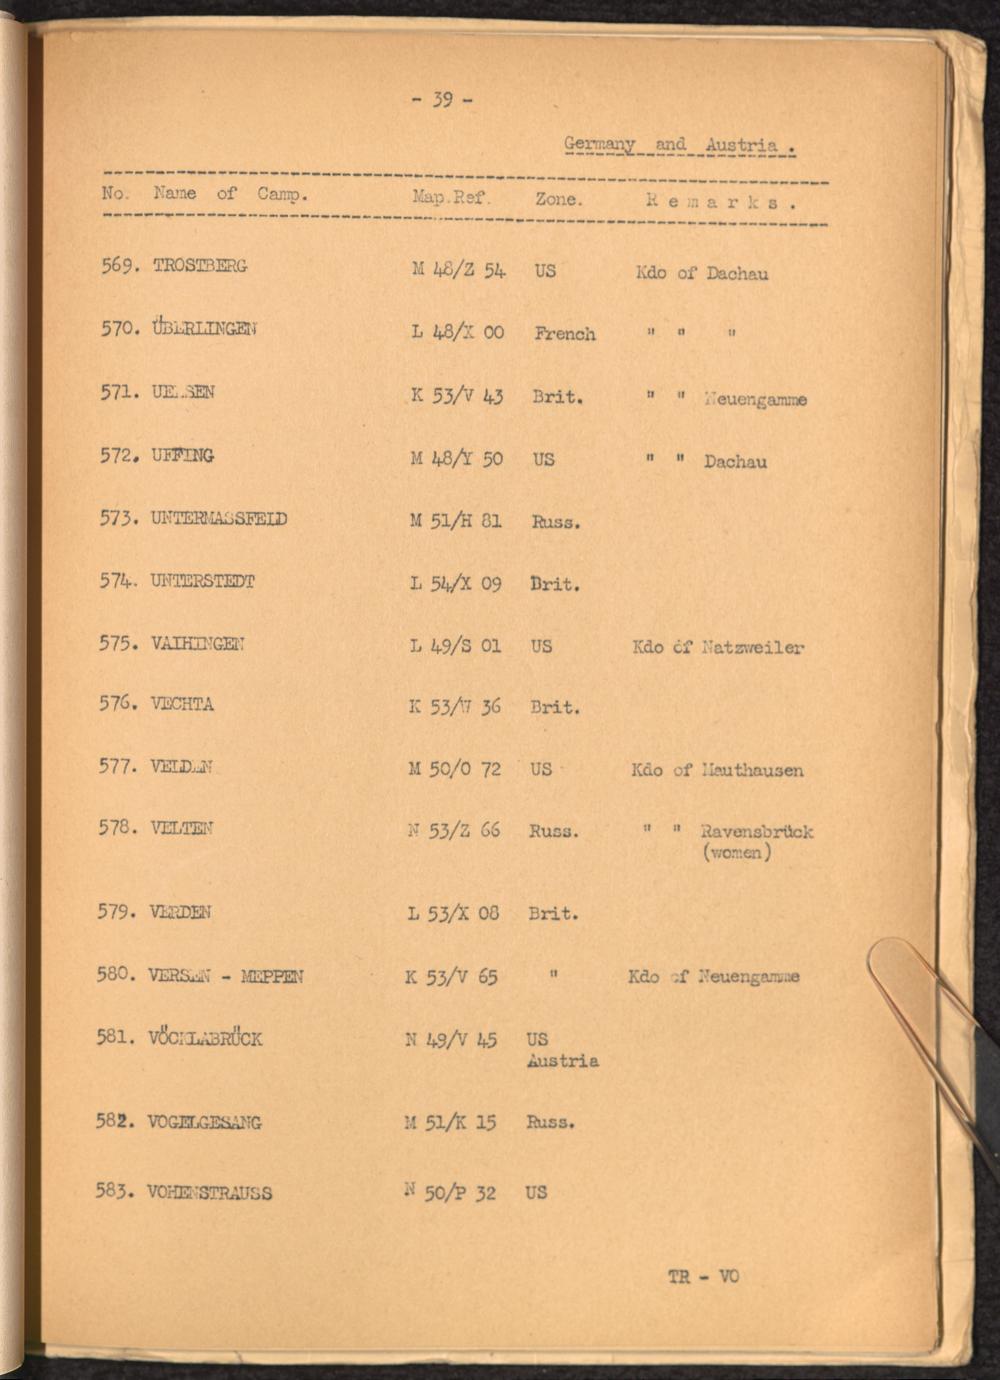 - 39 -
Germany and Austria .
No. Name of Camp. Map.Ref. Zone. R e m a r k s .
569. TROSTBERG M 48/Z 54 US Kdo of Dachau
570. ÜBERLINGEN L 48/X 00 French " " "
571. UELSEN K 53/V 43 Brit. " " Neuengamme
572. UFFING M 48/Y 50 US " " Dachau
573. UNTERMASSFELD M 51/H 81 Russ.
574. UNTERSTEDT L 54/X 09 Brit.
575. VAIHINGEN L 49/S 01 US Kdo of Natzweiler
576. VECHTA K 53/W 36 Brit.
577. VELDEN M 50/O 72 US Kdo of Mauthausen
578. VELTEN N 53/Z 66 Russ. " " Ravensbrück
(women)
579. VERDEN L 53/X 08 Brit.
580. VERSEN - MEPPEN K 53/V 65 " Kdo of Neuengamme
581. VÖCKLABRÜCK N 49/V 45 US
Austria
582. VOGELGESANG M 51/K 15 Russ.
583. VOHENSTRAUSS N 50/P 32 US
TR - VO